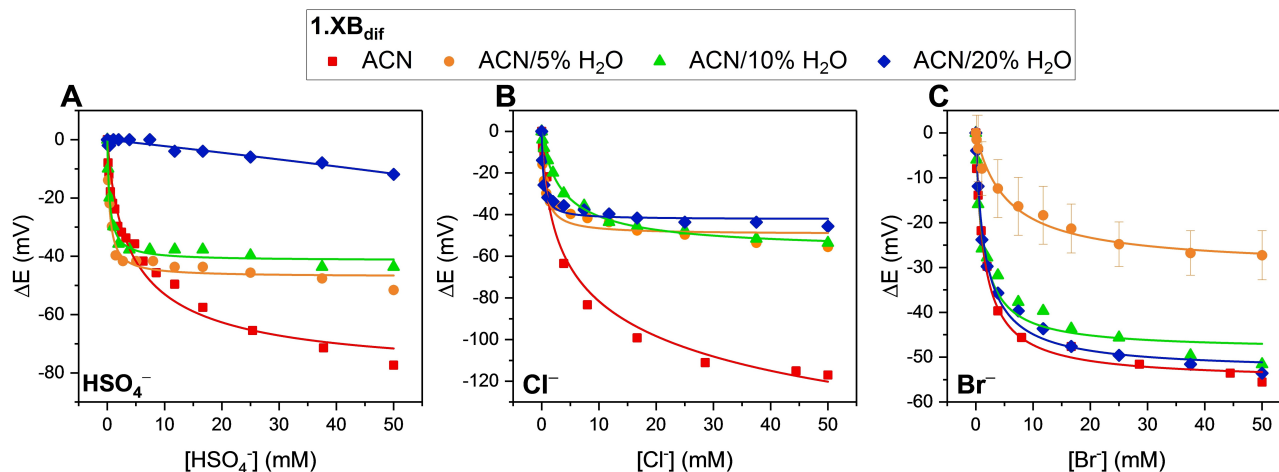 1.XB_dif
ACN ACN/5% H₂O ACN/10% H₂O ACN/20% H₂O
A
0
-20
-40
-60
-80
ΔE (mV)
HSO₄⁻
0 10 20 30 40 50
[HSO₄⁻] (mM)
B
0
-20
-40
-60
-80
-100
-120
ΔE (mV)
Cl⁻
0 10 20 30 40 50
[Cl⁻] (mM)
C
0
-10
-20
-30
-40
-50
-60
ΔE (mV)
Br⁻
0 10 20 30 40 50
[Br⁻] (mM)